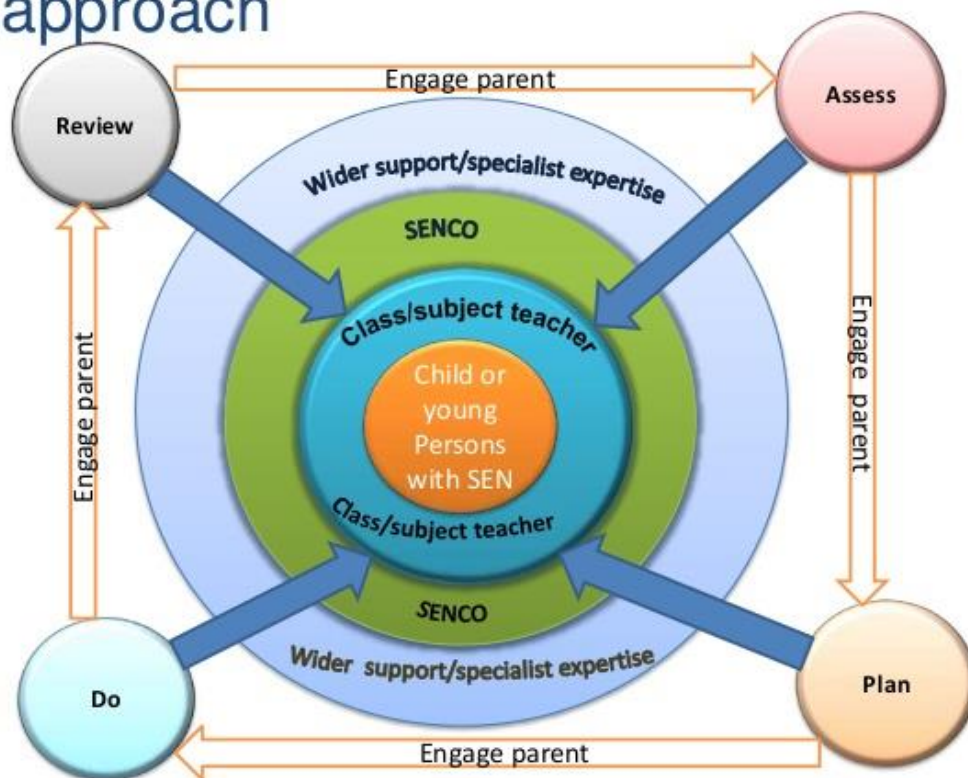 approach
Engage parent
Review
Assess
Wider support/specialist expertise
SENCO
Class/subject teacher
Child or
young
Persons
with SEN
Class/subject teacher
SENCO
Wider support/specialist expertise
Engage parent
Engage parent
Do
Plan
Engage parent